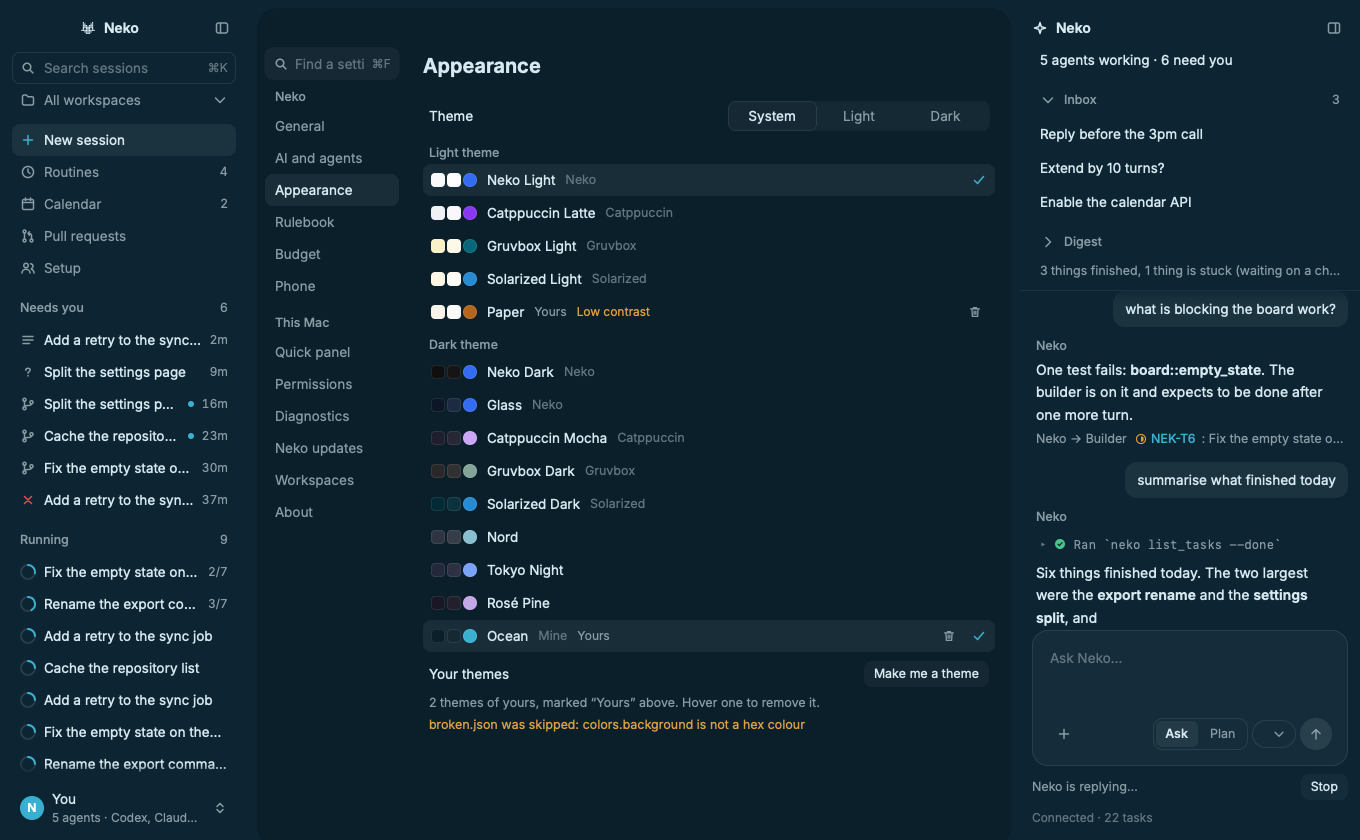 Neko
Search sessions ⌘K
All workspaces
New session
Routines 4
Calendar 2
Pull requests
Setup
Needs you 6
Add a retry to the sync... 2m
Split the settings page 9m
Split the settings p... 16m
Cache the reposito... 23m
Fix the empty state o... 30m
Add a retry to the syn... 37m
Running 9
Fix the empty state on... 2/7
Rename the export co... 3/7
Add a retry to the sync job
Cache the repository list
Add a retry to the sync job
Fix the empty state on the...
Rename the export comma...
N
You
5 agents · Codex, Claud...
Find a setti ⌘F
Neko
General
AI and agents
Appearance
Rulebook
Budget
Phone
This Mac
Quick panel
Permissions
Diagnostics
Neko updates
Workspaces
About
Appearance
Theme System Light Dark
Light theme
Neko Light Neko
Catppuccin Latte Catppuccin
Gruvbox Light Gruvbox
Solarized Light Solarized
Paper Yours Low contrast
Dark theme
Neko Dark Neko
Glass Neko
Catppuccin Mocha Catppuccin
Gruvbox Dark Gruvbox
Solarized Dark Solarized
Nord
Tokyo Night
Rosé Pine
Ocean Mine Yours
Your themes Make me a theme
2 themes of yours, marked “Yours” above. Hover one to remove it.
broken.json was skipped: colors.background is not a hex colour
Neko
5 agents working · 6 need you
Inbox 3
Reply before the 3pm call
Extend by 10 turns?
Enable the calendar API
Digest
3 things finished, 1 thing is stuck (waiting on a ch...
what is blocking the board work?
Neko
One test fails: board::empty_state. The
builder is on it and expects to be done after
one more turn.
Neko → Builder NEK-T6 : Fix the empty state o...
summarise what finished today
Neko
Ran `neko list_tasks --done`
Six things finished today. The two largest
were the export rename and the settings
split, and
Ask Neko...
Ask Plan
Neko is replying... Stop
Connected · 22 tasks